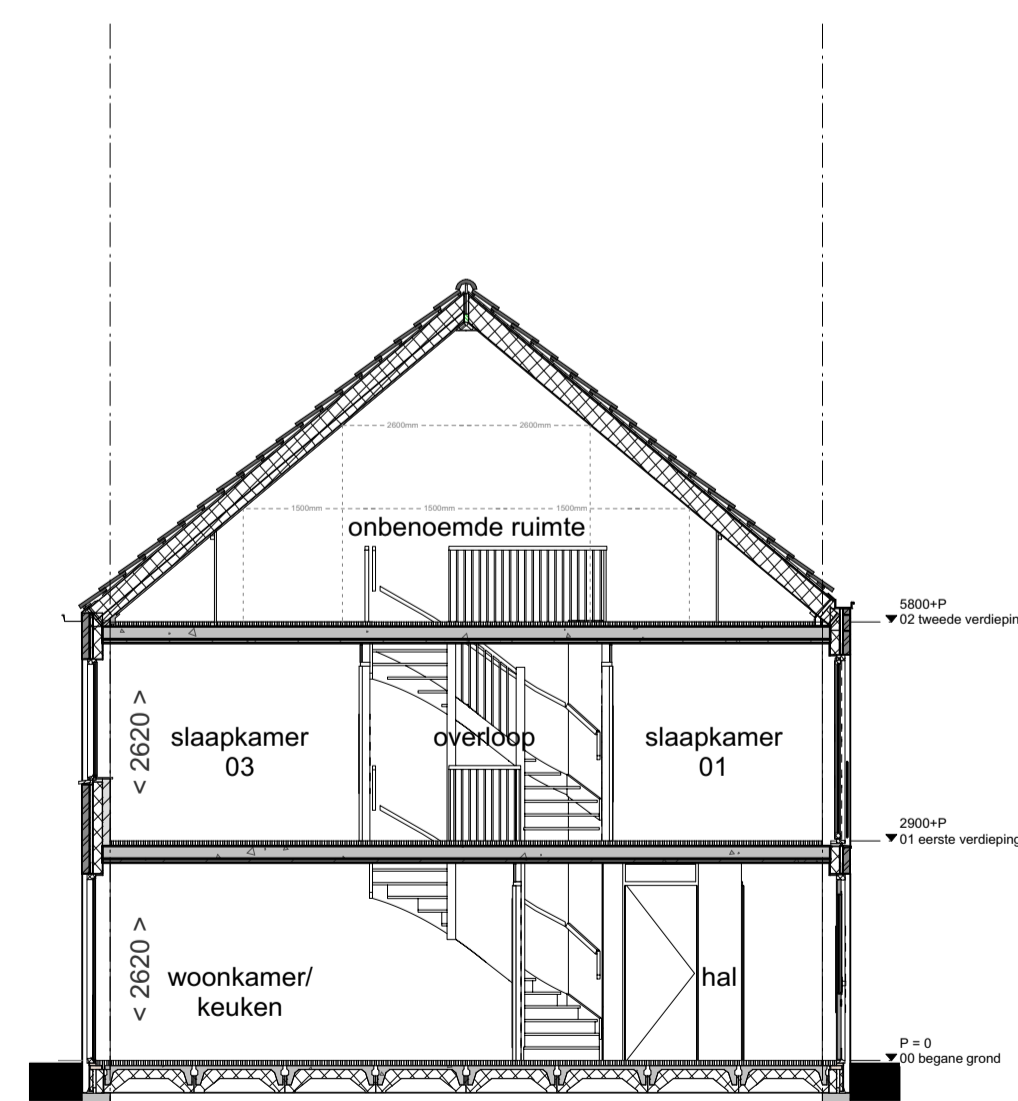 2600mm 2600mm
1500mm 1500mm 1500mm
onbenoemde ruimte
5800+P
02 tweede verdiepin
< 2620 >
slaapkamer
03
overloop
slaapkamer
01
2900+P
01 eerste verdieping
< 2620 >
woonkamer/
keuken
hal
P = 0
00 begane grond